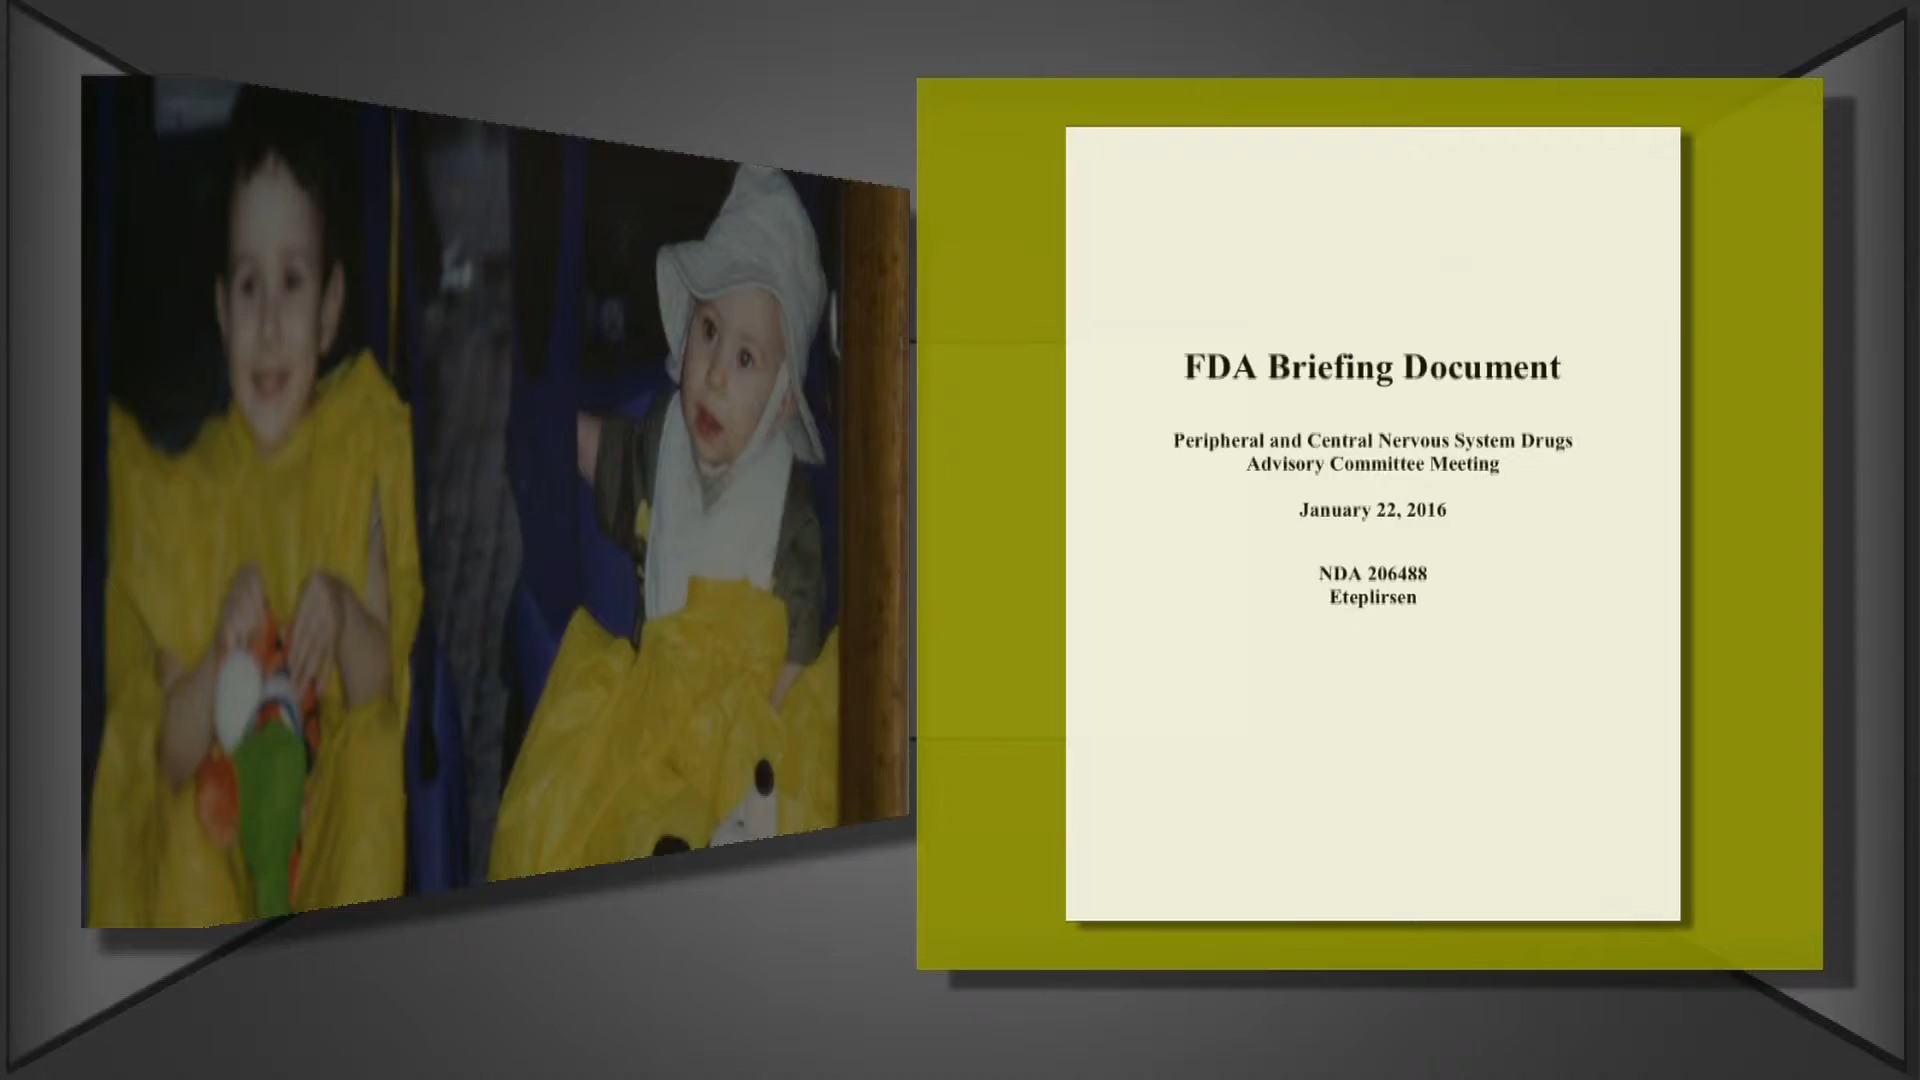 FDA Briefing Document
Peripheral and Central Nervous System Drugs
Advisory Committee Meeting
January 22, 2016
NDA 206488
Eteplirsen